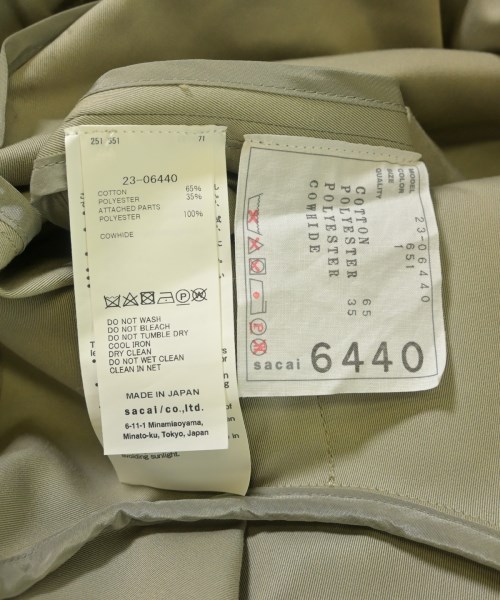 251 651 71
23-06440
COTTON 65%
POLYESTER 35%
ATTACHED PARTS
POLYESTER 100%
COWHIDE
DO NOT WASH
DO NOT BLEACH
DO NOT TUMBLE DRY
COOL IRON
DRY CLEAN
DO NOT WET CLEAN
CLEAN IN NET
MADE IN JAPAN
sacai/co.,ltd.
6-11-1 Minamiaoyama,
Minato-ku, Tokyo, Japan
sunlight.
MODEL 23-06440
COLOR 651
SIZE 1
QUALITY
COTTON 65
POLYESTER 35
POLYESTER
COWHIDE
sacai 6440